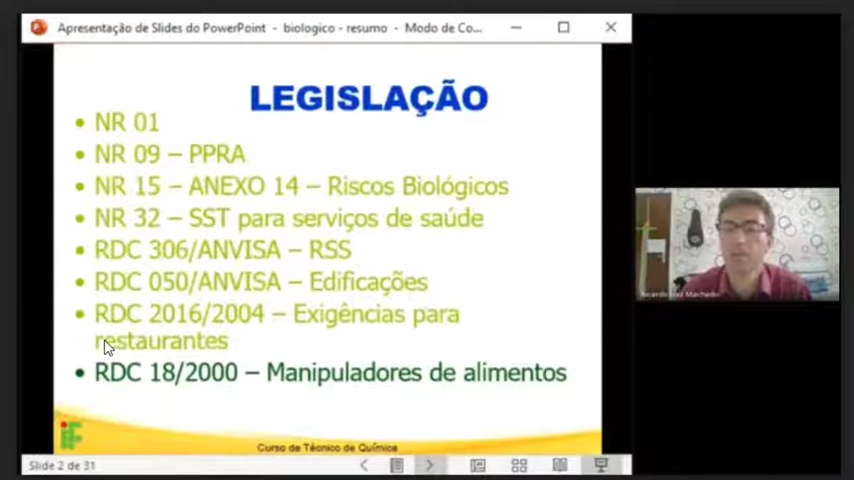 Apresentação de Slides do PowerPoint - biologico - resumo - Modo de Co...
LEGISLAÇÃO
• NR 01
• NR 09 – PPRA
• NR 15 – ANEXO 14 – Riscos Biológicos
• NR 32 – SST para serviços de saúde
• RDC 306/ANVISA – RSS
• RDC 050/ANVISA – Edificações
• RDC 2016/2004 – Exigências para
restaurantes
• RDC 18/2000 – Manipuladores de alimentos
Curso de Técnico de Química
Slide 2 de 31
Ricardo Luiz Machado